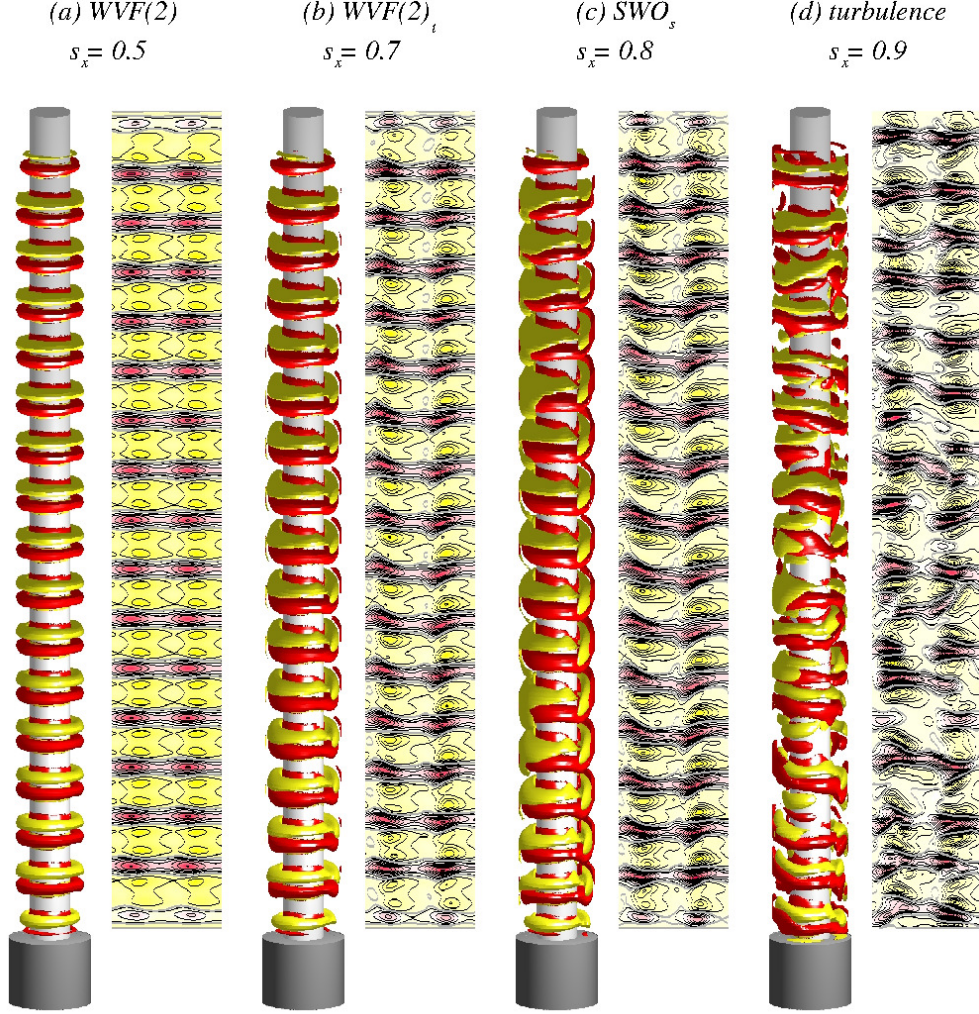 (a) WVF(2)
s_x= 0.5
(b) WVF(2)_t
s_x= 0.7
(c) SWO_s
s_x= 0.8
(d) turbulence
s_x= 0.9